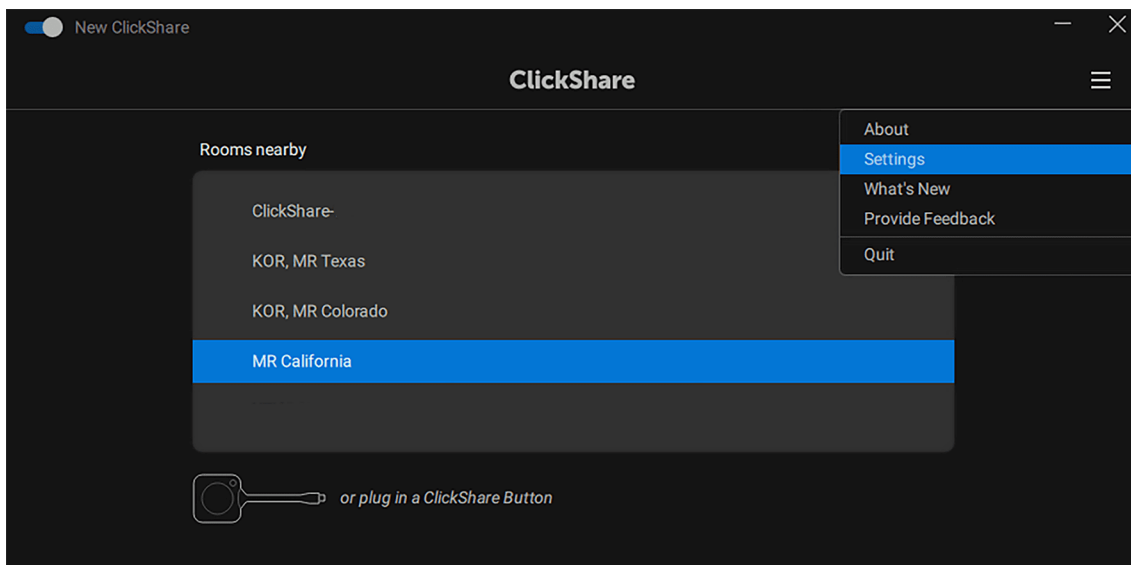 New ClickShare
ClickShare
About
Settings
What's New
Provide Feedback
Quit
Rooms nearby
ClickShare-
KOR, MR Texas
KOR, MR Colorado
MR California
or plug in a ClickShare Button